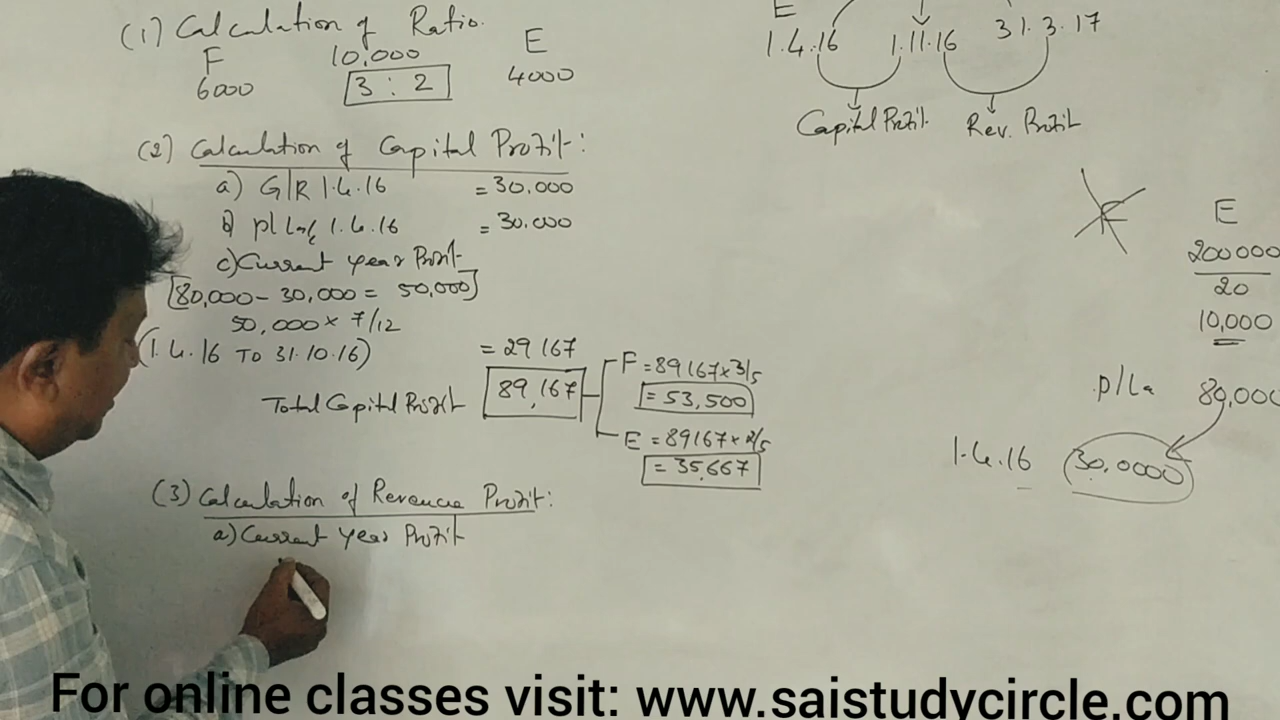 (1) Calculation of Ratio.
F 10,000 E
6000 3 : 2 4000
(2) Calculation of Capital Profit:
a) G/R 1.4.16 = 30,000
b) P/L a/c 1.4.16 = 30,000
c) Current year Profit
[80,000 - 30,000 = 50,000]
50,000 x 7/12
(1.4.16 TO 31.10.16) = 29167
Total Capital Profit 89,167
F = 89167 x 3/5
= 53,500
E = 89167 x 2/5
= 35,667
(3) Calculation of Revenue Profit:
a) Current year Profit
E
1.4.16 1.11.16 31.3.17
Capital Profit Rev. Profit
F E
200000
20
10,000
P/L a 80,000
1.4.16 30,0000
For online classes visit: www.saistudycircle.com